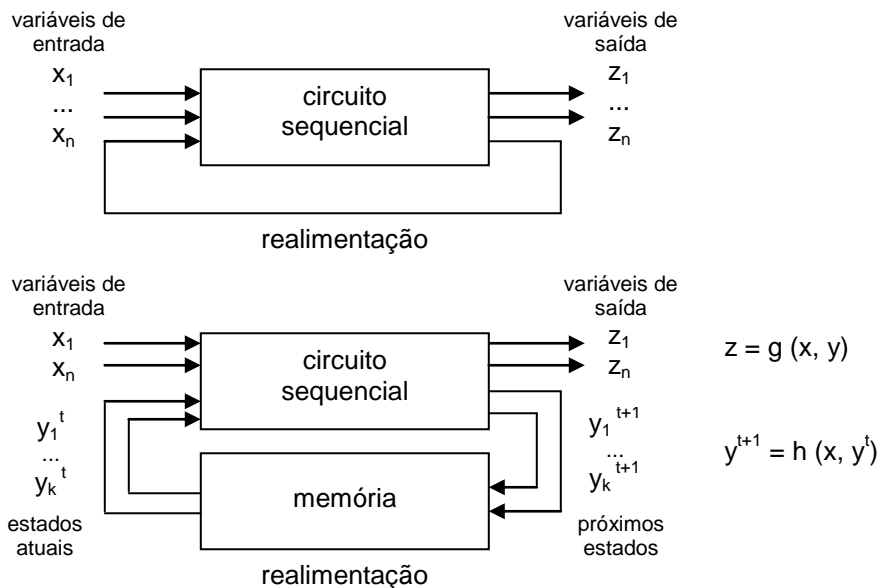 variáveis de
entrada
variáveis de
saída
x1
...
xn
circuito
sequencial
z1
...
zn
realimentação
variáveis de
entrada
variáveis de
saída
x1
xn
circuito
sequencial
z1
zn
z = g (x, y)
y1^t
...
yk^t
estados
atuais
memória
y1^t+1
...
yk^t+1
próximos
estados
y^t+1 = h (x, y^t)
realimentação